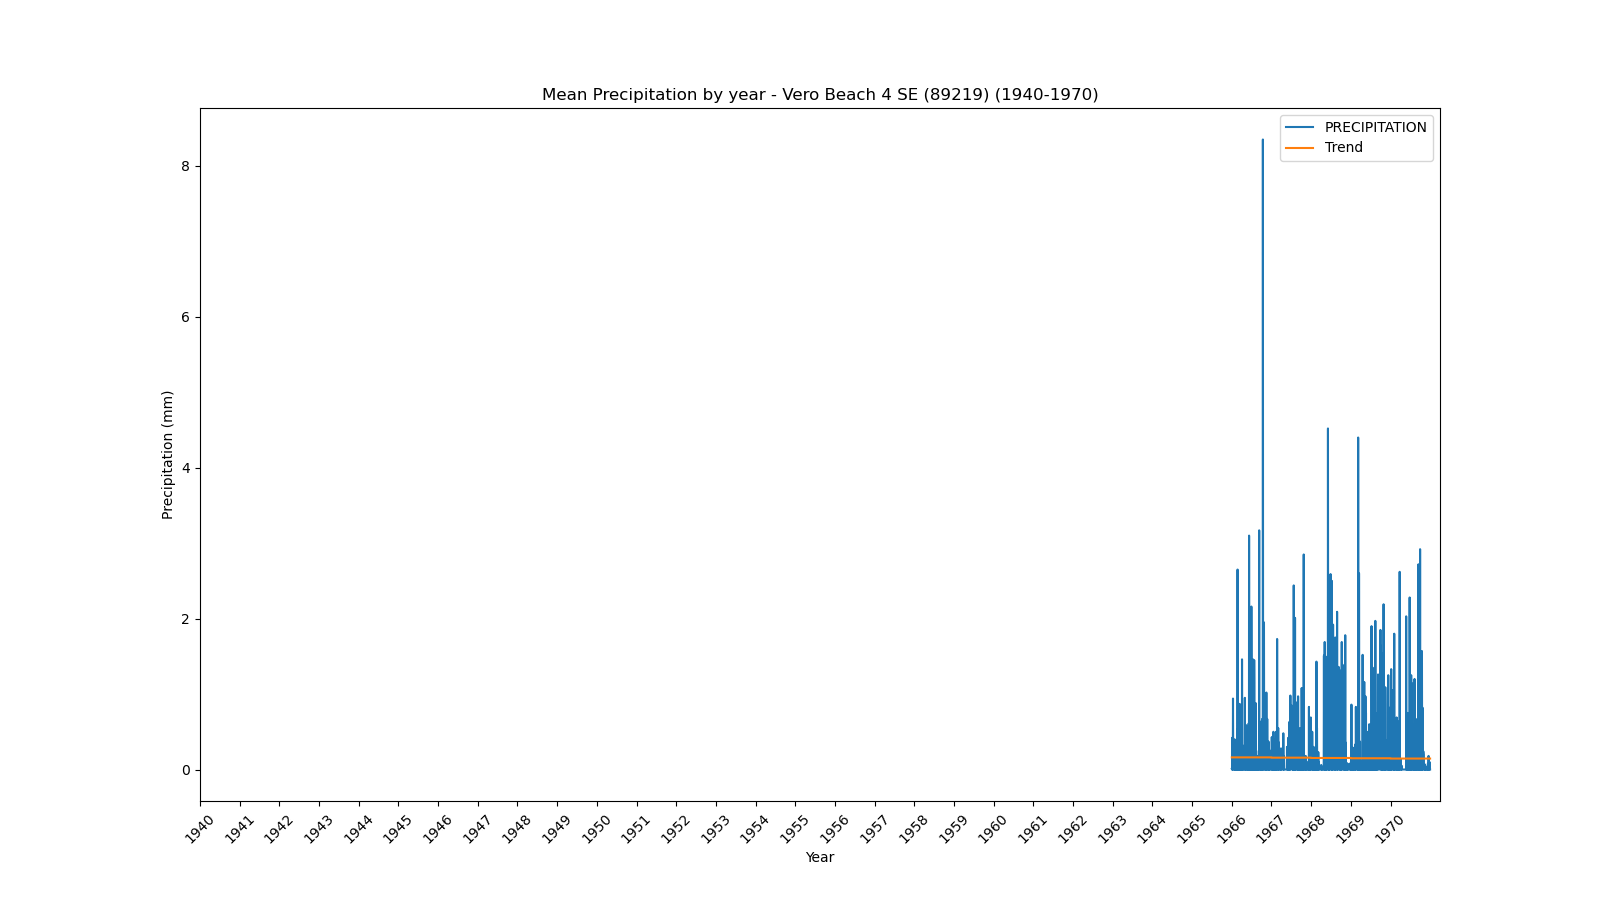 Mean Precipitation by year - Vero Beach 4 SE (89219) (1940-1970)
PRECIPITATION
Trend
8
6
4
2
0
Precipitation (mm)
1940 1941 1942 1943 1944 1945 1946 1947 1948 1949 1950 1951 1952 1953 1954 1955 1956 1957 1958 1959 1960 1961 1962 1963 1964 1965 1966 1967 1968 1969 1970
Year